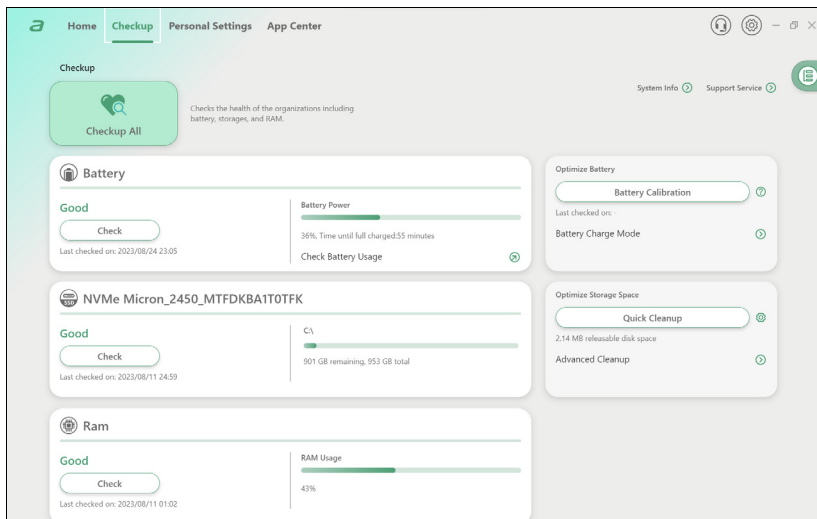 a
Home Checkup Personal Settings App Center
Checkup
Checkup All
Checks the health of the organizations including
battery, storages, and RAM.
System Info
Support Service
Battery
Good
Check
Last checked on: 2023/08/24 23:05
Battery Power
36%, Time until full charged:55 minutes
Check Battery Usage
Optimize Battery
Battery Calibration
?
Last checked on: -
Battery Charge Mode
SSD
NVMe Micron_2450_MTFDKBA1T0TFK
Good
Check
Last checked on: 2023/08/11 24:59
C:\
901 GB remaining, 953 GB total
Optimize Storage Space
Quick Cleanup
2.14 MB releasable disk space
Advanced Cleanup
Ram
Good
Check
Last checked on: 2023/08/11 01:02
RAM Usage
43%